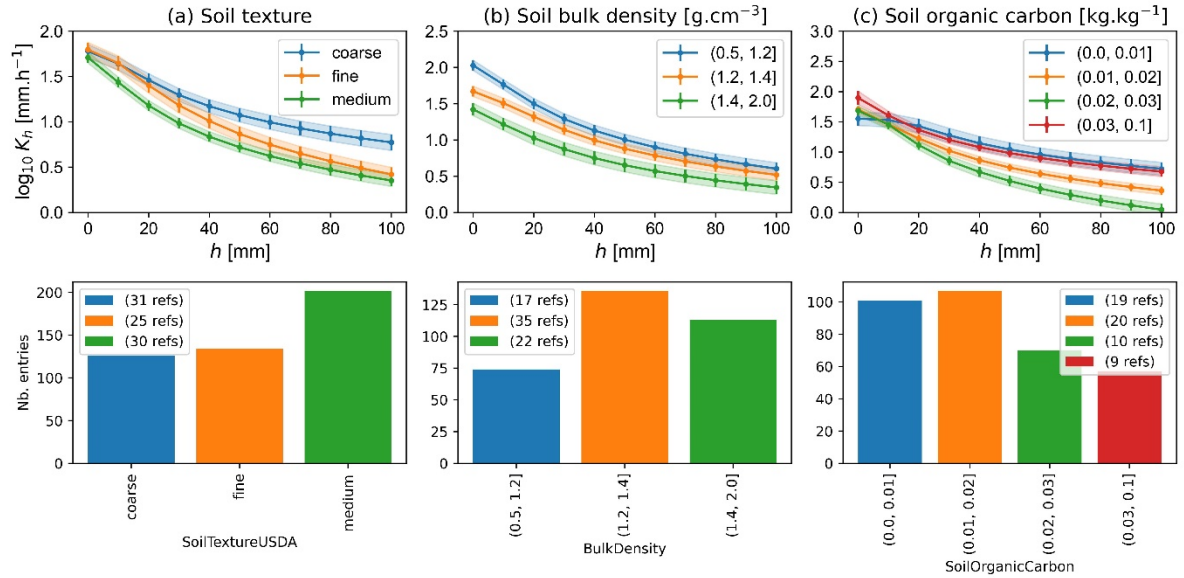 (a) Soil texture
2.0
1.5
1.0
0.5
0.0
log10 Kh [mm.h−1]
coarse
fine
medium
0 20 40 60 80 100
h [mm]
(b) Soil bulk density [g.cm−3]
2.5
2.0
1.5
1.0
0.5
0.0
(0.5, 1.2]
(1.2, 1.4]
(1.4, 2.0]
0 20 40 60 80 100
h [mm]
(c) Soil organic carbon [kg.kg−1]
3.0
2.5
2.0
1.5
1.0
0.5
0.0
(0.0, 0.01]
(0.01, 0.02]
(0.02, 0.03]
(0.03, 0.1]
0 20 40 60 80 100
h [mm]
200
150
100
50
0
Nb. entries
(31 refs)
(25 refs)
(30 refs)
coarse
fine
medium
SoilTextureUSDA
125
100
75
50
25
0
(17 refs)
(35 refs)
(22 refs)
(0.5, 1.2]
(1.2, 1.4]
(1.4, 2.0]
BulkDensity
100
80
60
40
20
0
(19 refs)
(20 refs)
(10 refs)
(9 refs)
(0.0, 0.01]
(0.01, 0.02]
(0.02, 0.03]
(0.03, 0.1]
SoilOrganicCarbon